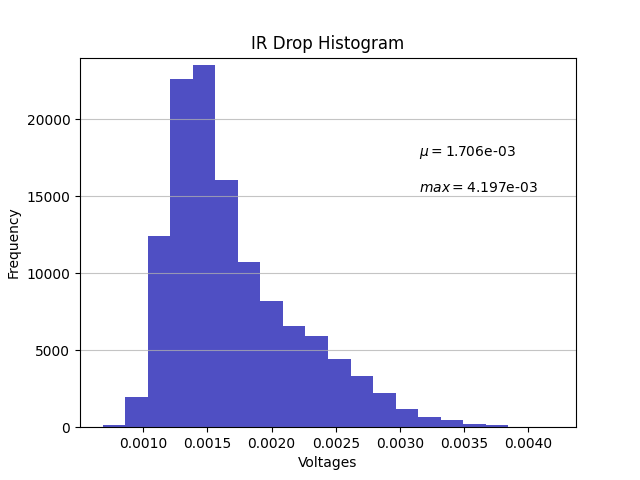 IR Drop Histogram
μ = 1.706e-03
max = 4.197e-03
Frequency
20000
15000
10000
5000
0
0.0010 0.0015 0.0020 0.0025 0.0030 0.0035 0.0040
Voltages